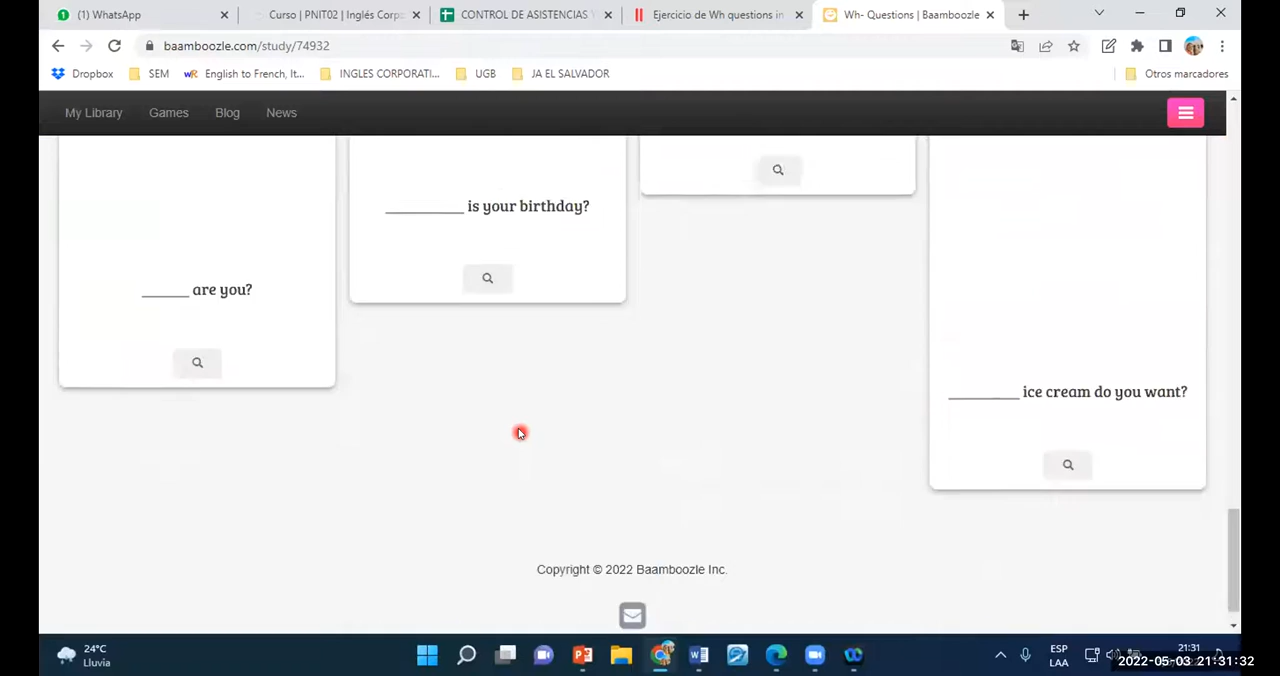 (1) WhatsApp
Curso | PNIT02 | Inglés Corpo
CONTROL DE ASISTENCIAS Y
Ejercicio de Wh questions in
Wh- Questions | Baamboozle
baamboozle.com/study/74932
Dropbox
SEM
English to French, It...
INGLES CORPORATI...
UGB
JA EL SALVADOR
Otros marcadores
My Library
Games
Blog
News
__________ is your birthday?
______ are you?
_________ ice cream do you want?
Copyright © 2022 Baamboozle Inc.
24°C
Lluvia
ESP
LAA
21:31
2022-05-03 21:31:32